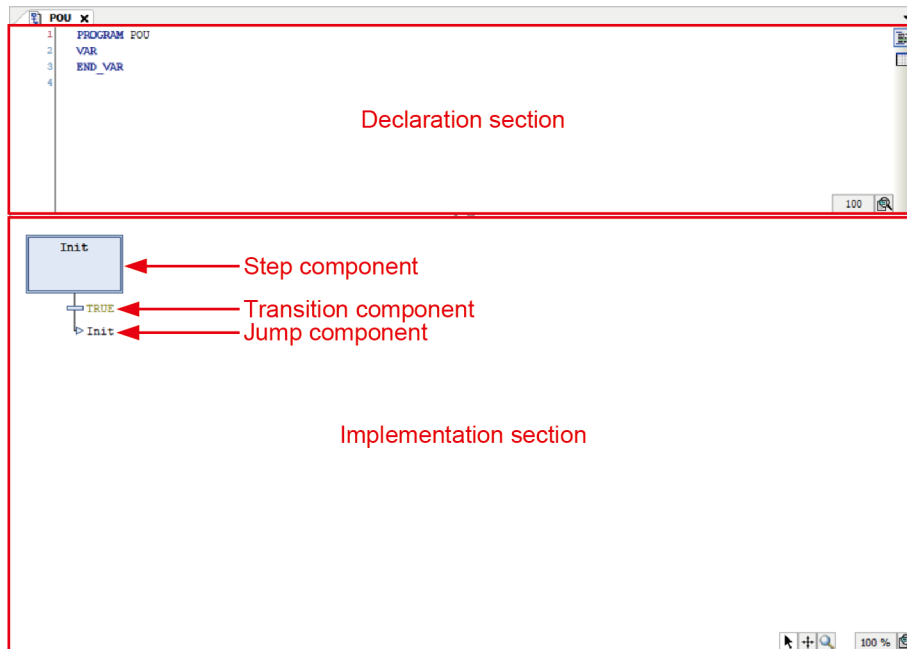 POU
1 PROGRAM POU
2 VAR
3 END_VAR
4
Declaration section
100
Init
Step component
TRUE
Transition component
Init
Jump component
Implementation section
100 %